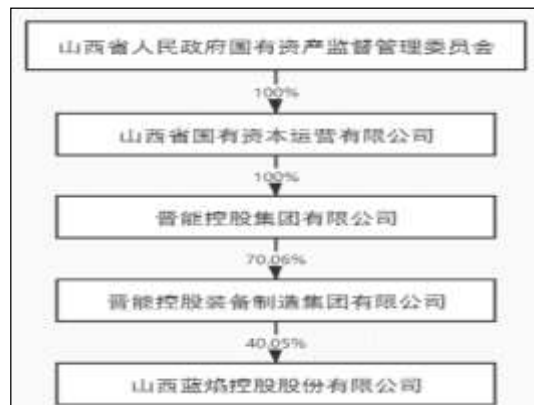 山西省人民政府国有资产监督管理委员会
100%
山西省国有资本运营有限公司
100%
晋能控股集团有限公司
70.06%
晋能控股装备制造集团有限公司
40.05%
山西蓝焰控股股份有限公司